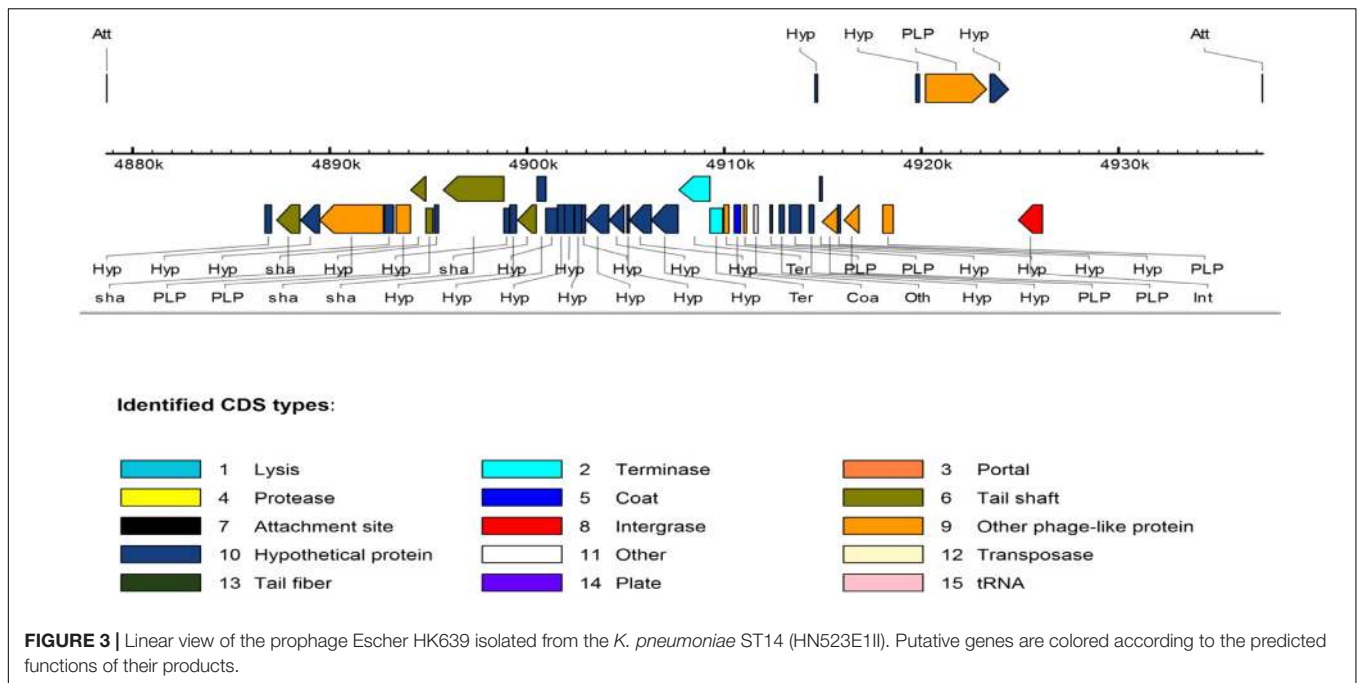 Att Hyp Hyp PLP Hyp Att
4880k 4890k 4900k 4910k 4920k 4930k
Hyp Hyp Hyp sha Hyp Hyp sha Hyp Hyp Hyp Hyp Hyp Ter PLP PLP Hyp Hyp Hyp Hyp PLP
sha PLP PLP sha sha Hyp Hyp Hyp Hyp Hyp Hyp Hyp Ter Coa Oth Hyp Hyp PLP PLP Int
Identified CDS types:
1 Lysis 2 Terminase 3 Portal
4 Protease 5 Coat 6 Tail shaft
7 Attachment site 8 Intergrase 9 Other phage-like protein
10 Hypothetical protein 11 Other 12 Transposase
13 Tail fiber 14 Plate 15 tRNA
FIGURE 3 | Linear view of the prophage Escher HK639 isolated from the K. pneumoniae ST14 (HN523E1II). Putative genes are colored according to the predicted
functions of their products.